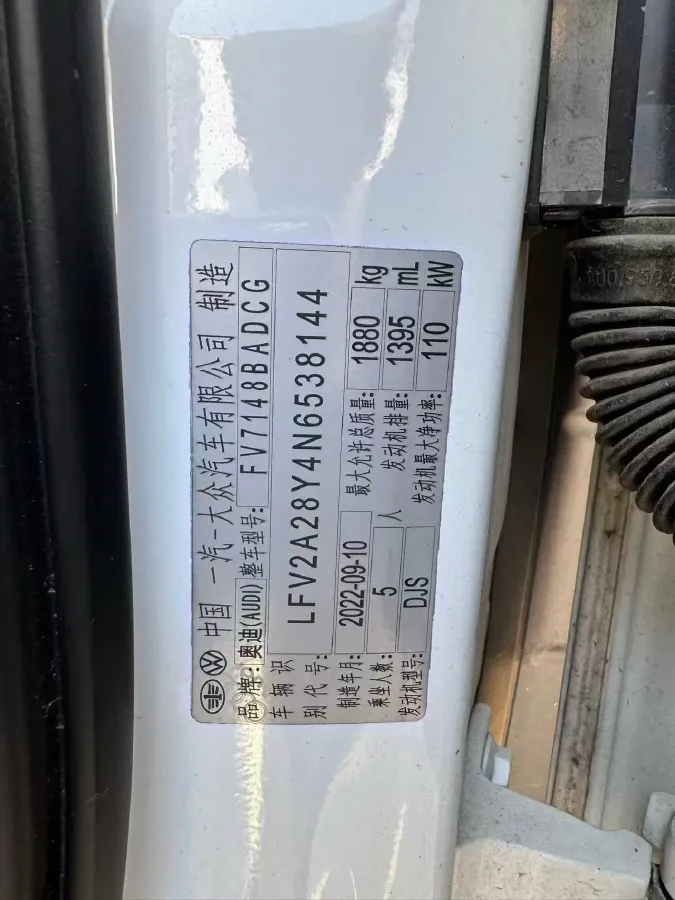 中国 一汽-大众汽车有限公司 制造
品牌: 奥迪(AUDI) 整车型号: FV7148BADCG
车辆识别代号: LFV2A28Y4N6538144
制造年月: 2022-09-10 最大允许总质量: 1880 kg
乘坐人数: 5 人 发动机排量: 1395 mL
发动机型号: DJS 发动机最大净功率: 110 kW